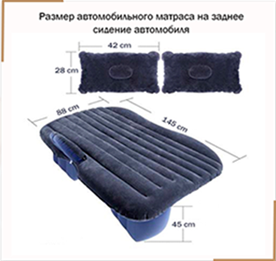 Размер автомобильного матраса на заднее
сидение автомобиля
42 cm
28 cm
88 cm
145 cm
45 cm